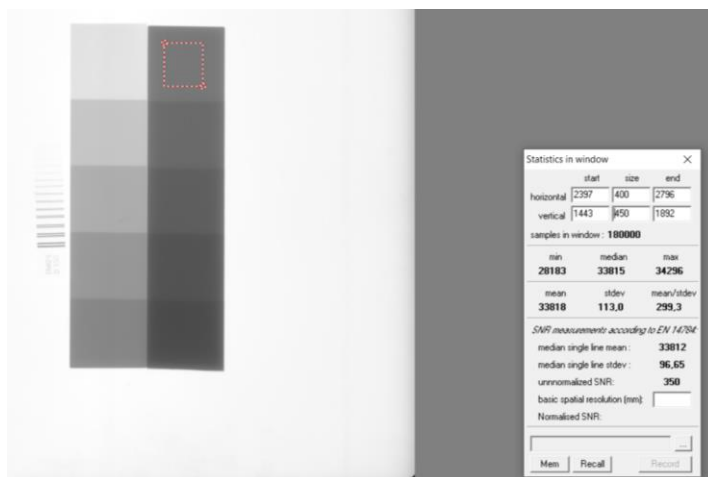 Statistics in window
start size end
horizontal 2397 400 2796
vertical 1443 450 1892
samples in window : 180000
min median max
28183 33815 34296
mean stdev mean/stdev
33818 113,0 299,3
SNR measurements according to EN 14784:
median single line mean : 33812
median single line stdev : 96,65
unnormalized SNR: 350
basic spatial resolution (mm):
Normalised SNR:
...
Mem Recall Record